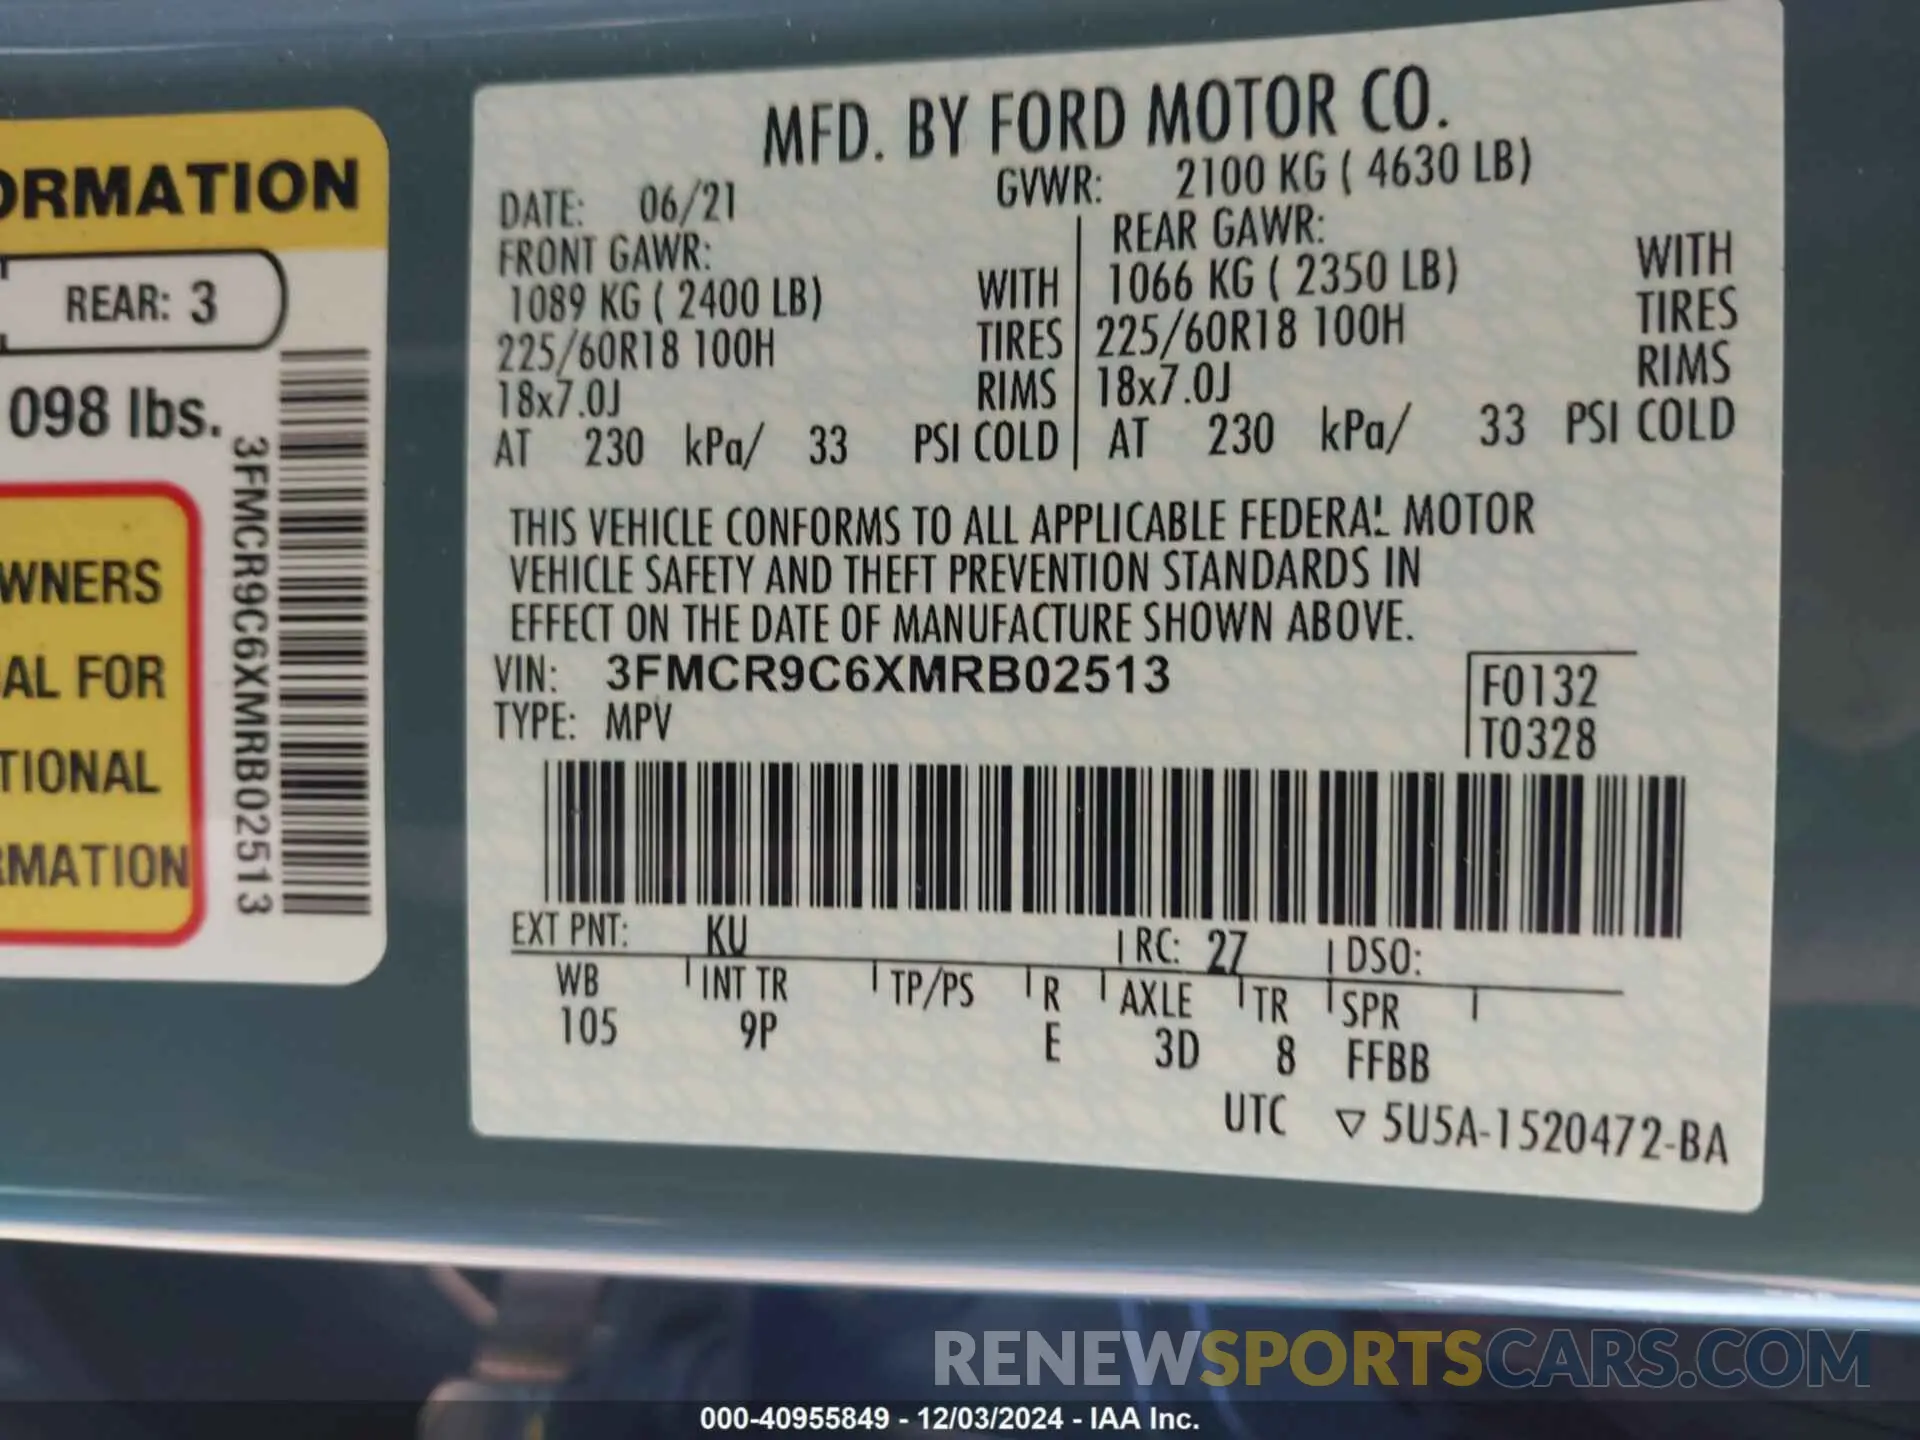 ORMATION
REAR: 3
098 lbs.
3FMCR9C6XMRB02513
WNERS
AL FOR
TIONAL
RMATION
MFD. BY FORD MOTOR CO.
DATE: 06/21 GVWR: 2100 KG ( 4630 LB)
FRONT GAWR: REAR GAWR:
1089 KG ( 2400 LB) WITH 1066 KG ( 2350 LB) WITH
225/60R18 100H TIRES 225/60R18 100H TIRES
18x7.0J RIMS 18x7.0J RIMS
AT 230 kPa/ 33 PSI COLD AT 230 kPa/ 33 PSI COLD
THIS VEHICLE CONFORMS TO ALL APPLICABLE FEDERAL MOTOR
VEHICLE SAFETY AND THEFT PREVENTION STANDARDS IN
EFFECT ON THE DATE OF MANUFACTURE SHOWN ABOVE.
VIN: 3FMCR9C6XMRB02513 F0132
TYPE: MPV T0328
EXT PNT: KU RC: 27 DSO:
WB INT TR TP/PS R AXLE TR SPR
105 9P E 3D 8 FFBB
UTC ▽ 5U5A-1520472-BA
RENEWSPORTSCARS.COM
000-40955849 - 12/03/2024 - IAA Inc.